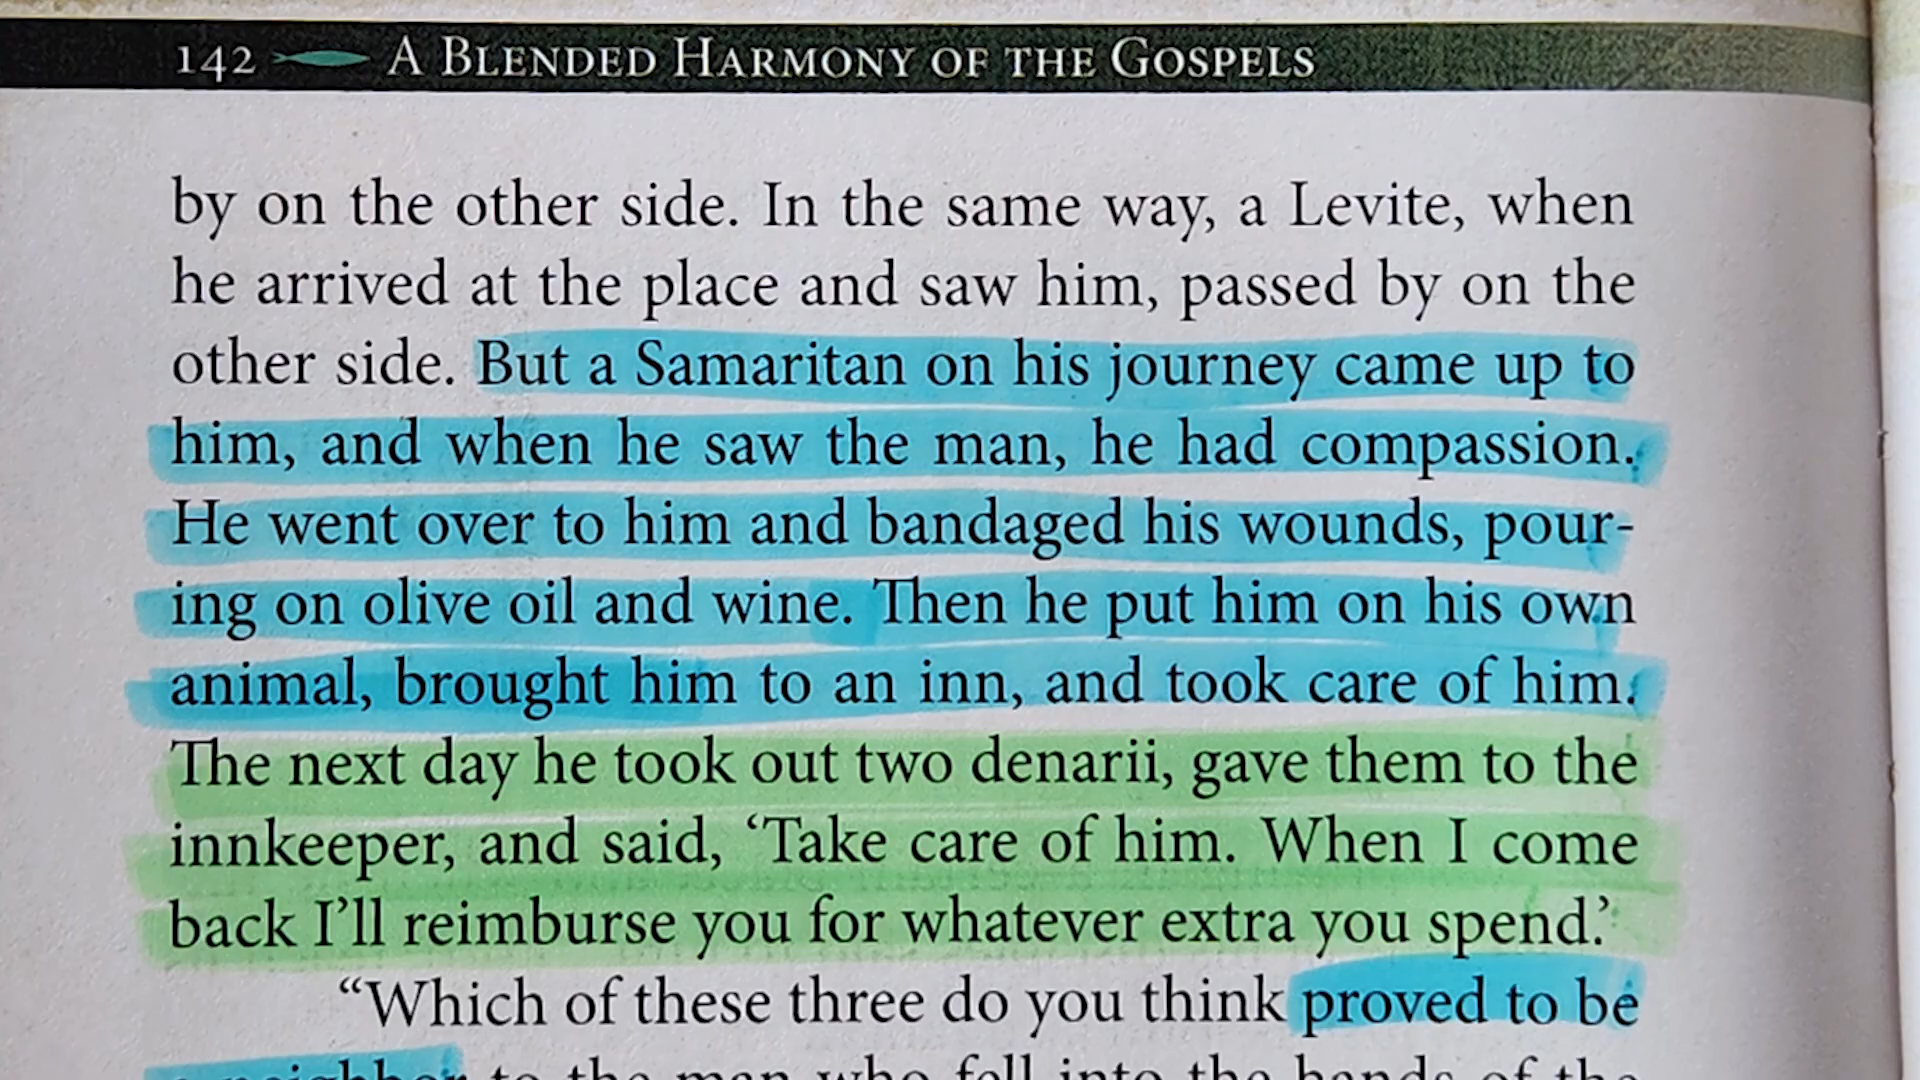 142 A Blended Harmony of the Gospels
by on the other side. In the same way, a Levite, when
he arrived at the place and saw him, passed by on the
other side. But a Samaritan on his journey came up to
him, and when he saw the man, he had compassion.
He went over to him and bandaged his wounds, pour-
ing on olive oil and wine. Then he put him on his own
animal, brought him to an inn, and took care of him.
The next day he took out two denarii, gave them to the
innkeeper, and said, ‘Take care of him. When I come
back I’ll reimburse you for whatever extra you spend.’
“Which of these three do you think proved to be
a neighbor to the man who fell into the hands of the